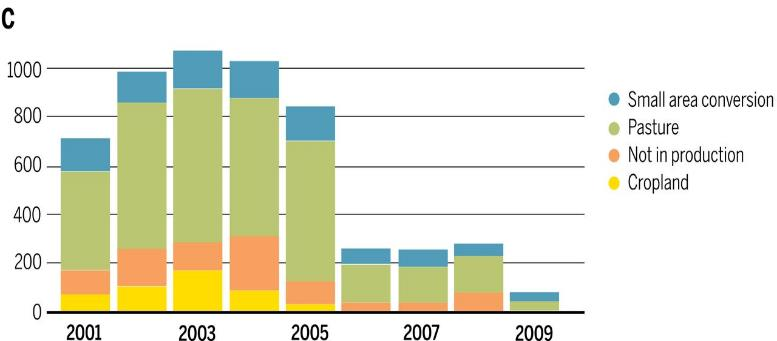 C
1000
800
600
400
200
0
2001 2003 2005 2007 2009
Small area conversion
Pasture
Not in production
Cropland